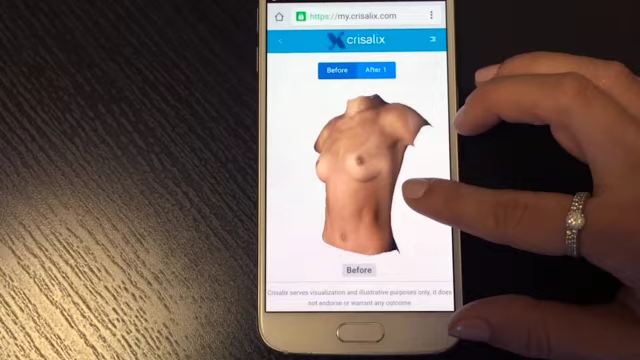 https://my.crisalix.com
crisalix
Before After 1
Before
Crisalix serves visualization and illustrative purposes only, it does
not endorse or warrant any outcome